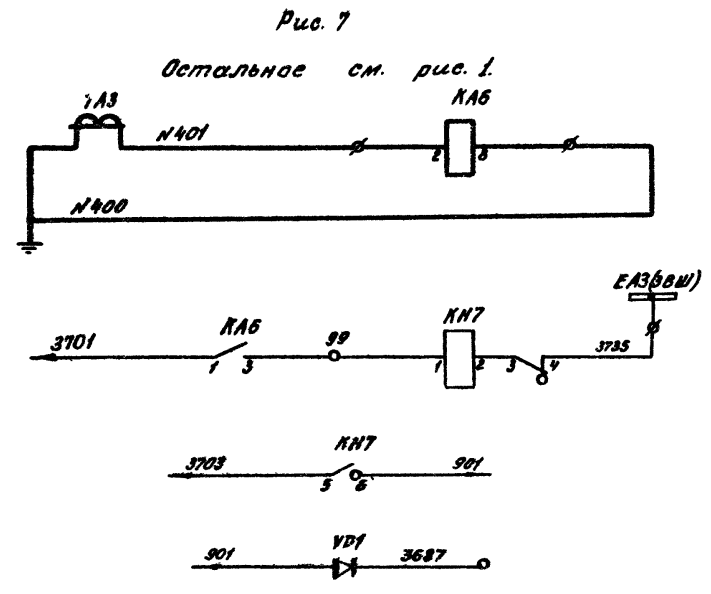 Рис. 7
Остальное см. рис. 1.
1А3 КА6
N401
2 8
N400
ЕА3(ЭВШ)
3701 КА6 99 КН7 3735
1 3 1 2 3 4
КН7
3703 901
5 6
VD1
901 3687